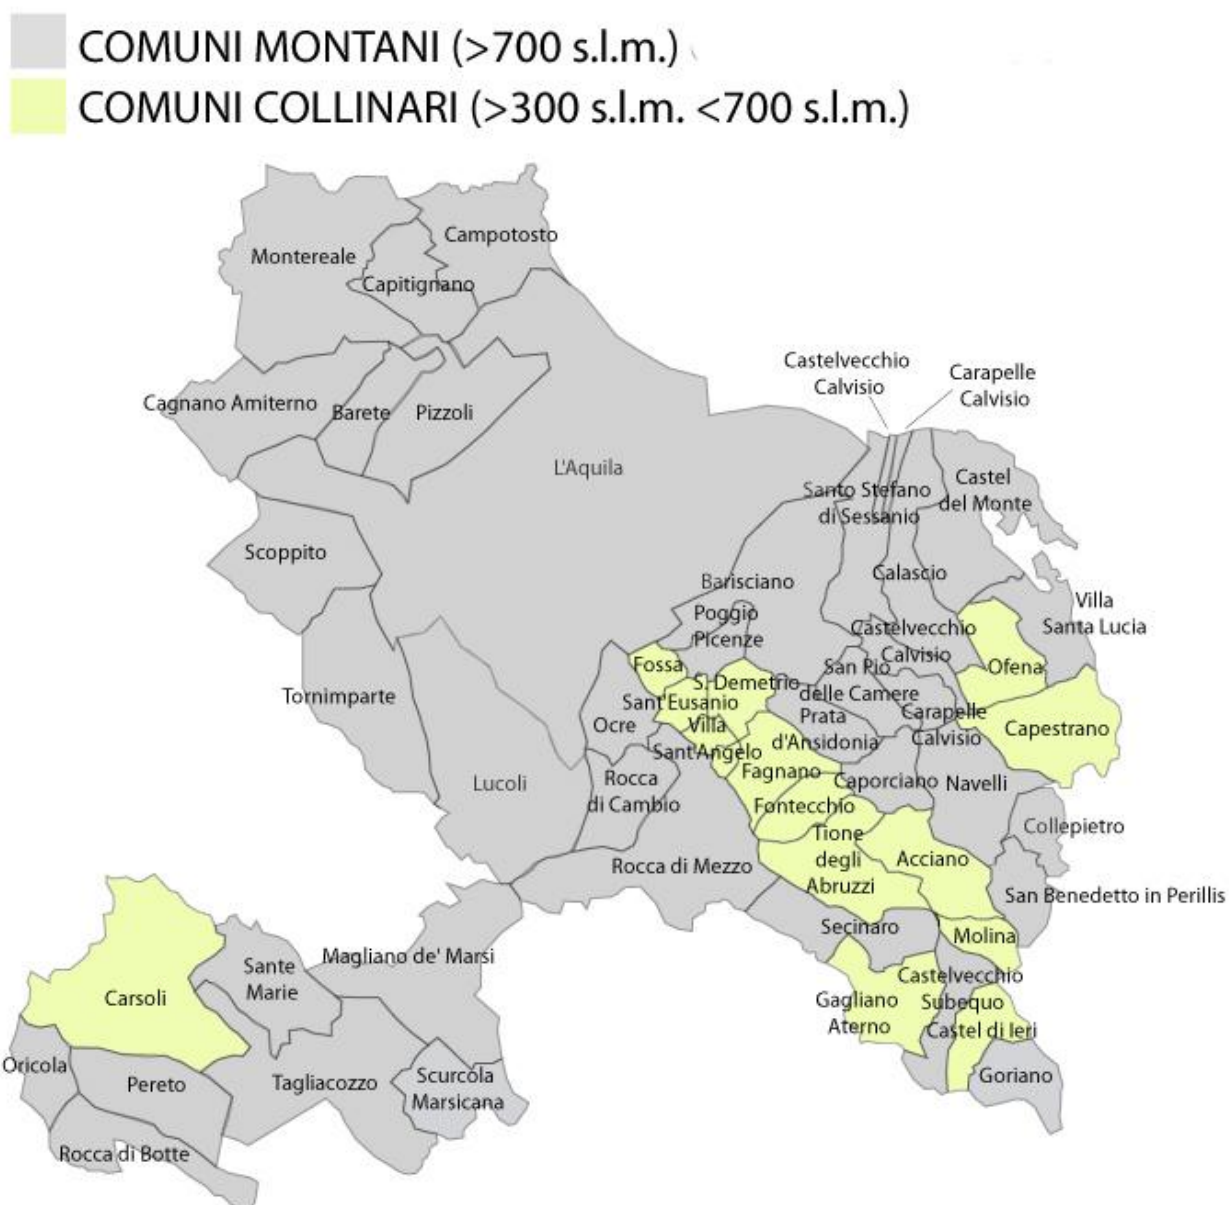 COMUNI MONTANI (>700 s.l.m.)
COMUNI COLLINARI (>300 s.l.m. <700 s.l.m.)
Campotosto
Montereale
Capitignano
Castelvecchio
Calvisio
Carapelle
Calvisio
Cagnano Amiterno
Barete
Pizzoli
L'Aquila
Castel
del Monte
Santo Stefano
di Sessanio
Scoppito
Calascio
Barisciano
Villa
Santa Lucia
Poggio
Picenze
Castelvecchio
Calvisio
Fossa
San Pio
delle Camere
Ofena
S. Demetrio
Tornimparte
Sant'Eusanio
Ocre
Villa
Sant'Angelo
Prata
d'Ansidonia
Carapelle
Calvisio
Capestrano
Lucoli
Rocca
di Cambio
Fagnano
Caporciano
Navelli
Fontecchio
Collepietro
Tione
degli
Abruzzi
Acciano
Rocca di Mezzo
San Benedetto in Perillis
Secinaro
Molina
Magliano de' Marsi
Sante
Marie
Carsoli
Castelvecchio
Subequo
Gagliano
Aterno
Castel di Ieri
Oricola
Pereto
Tagliacozzo
Scurcola
Marsicana
Goriano
Rocca di Botte